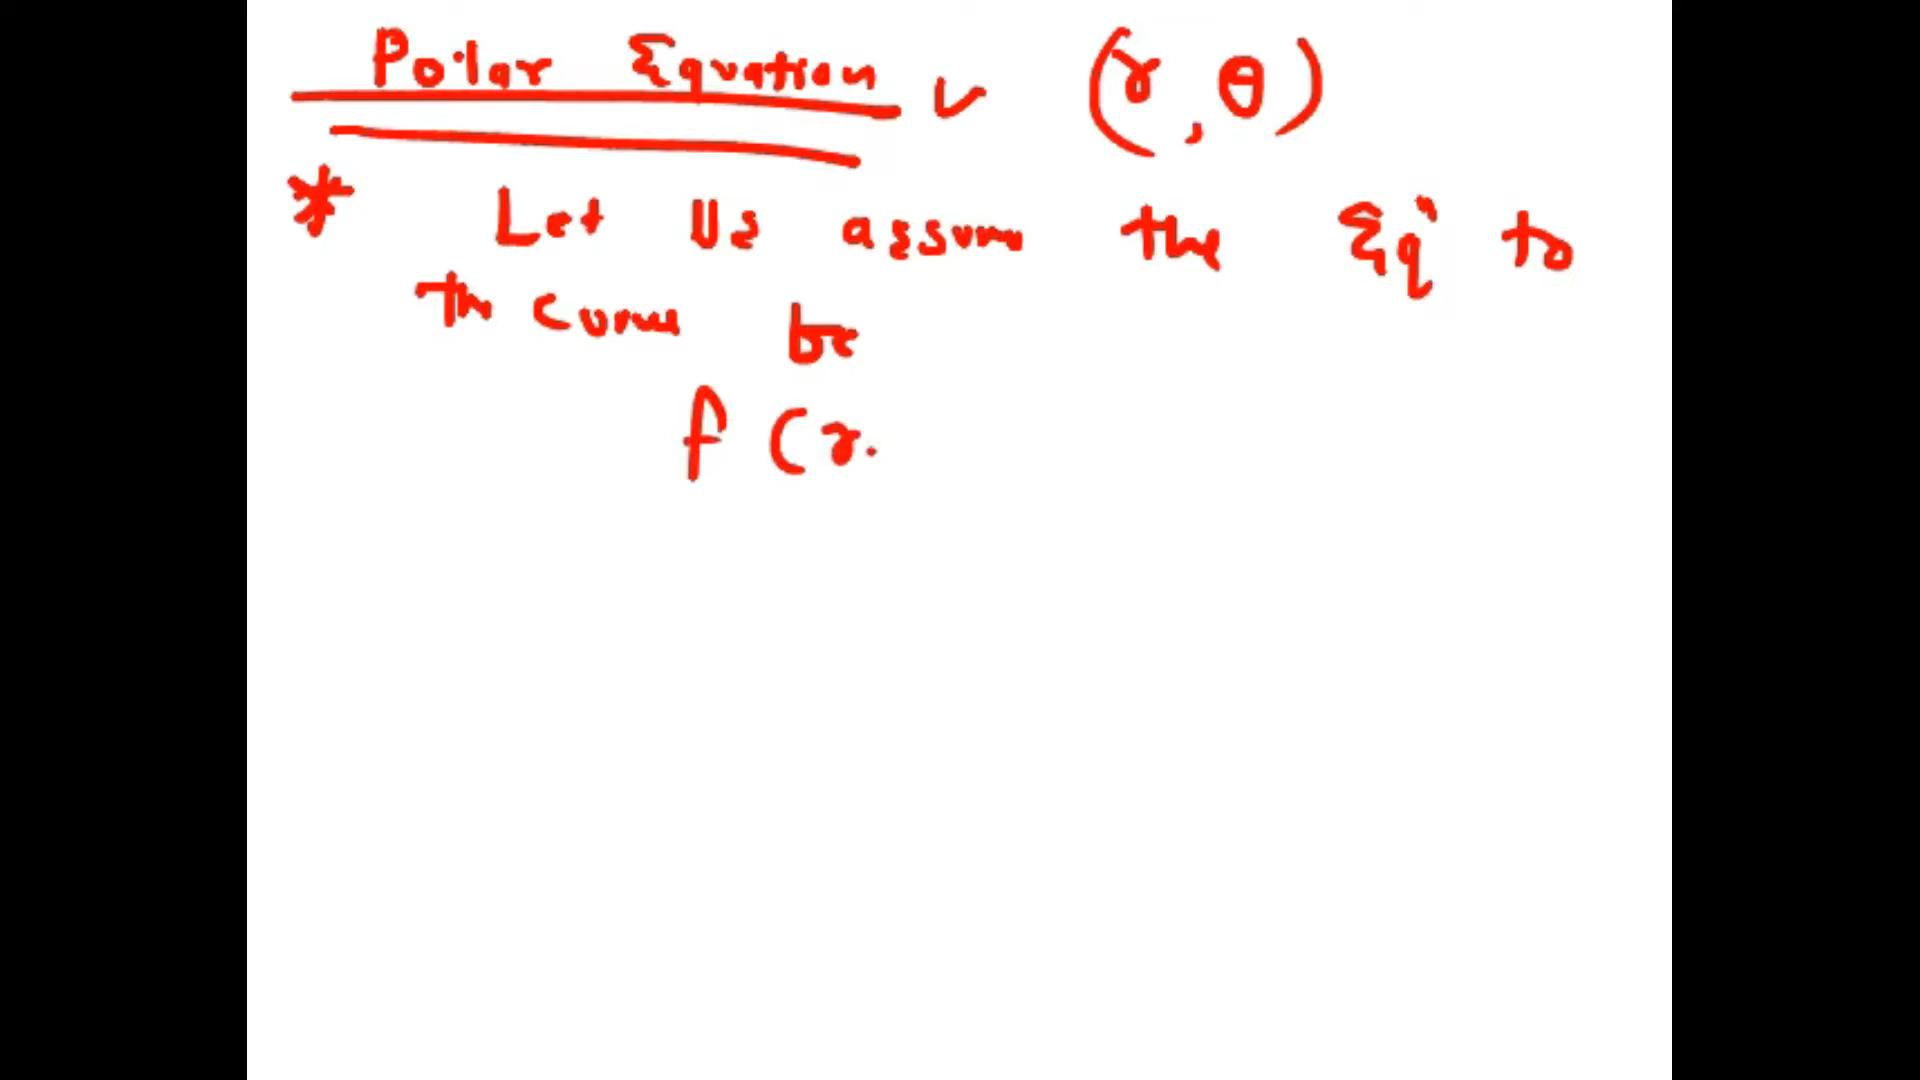 Polar Equation ✓ (r, θ)
* Let us assume the Eqn to
the curve be
f (r.